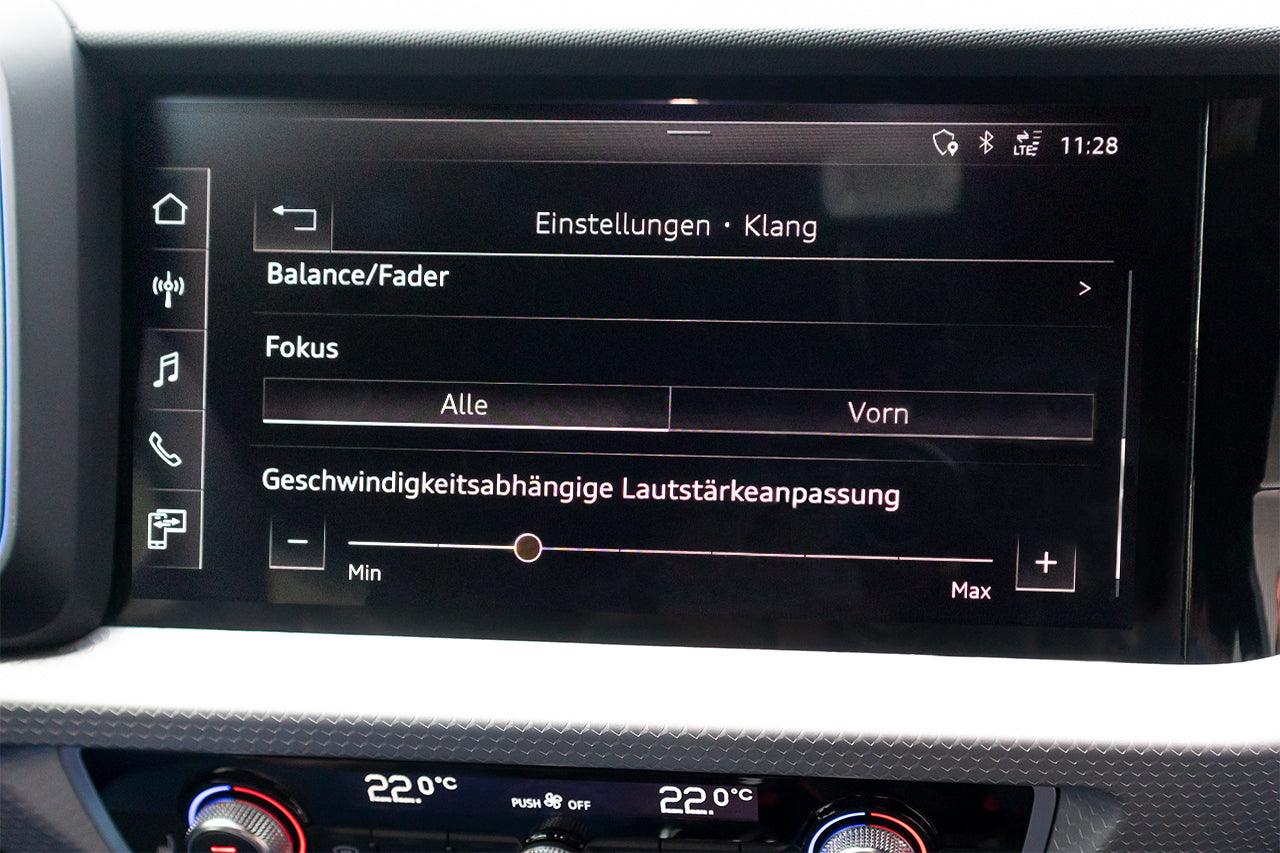 LTE 11:28
Einstellungen • Klang
Balance/Fader >
Fokus
Alle Vorn
Geschwindigkeitsabhängige Lautstärkeanpassung
− +
Min Max
22.0°C PUSH OFF 22.0°C